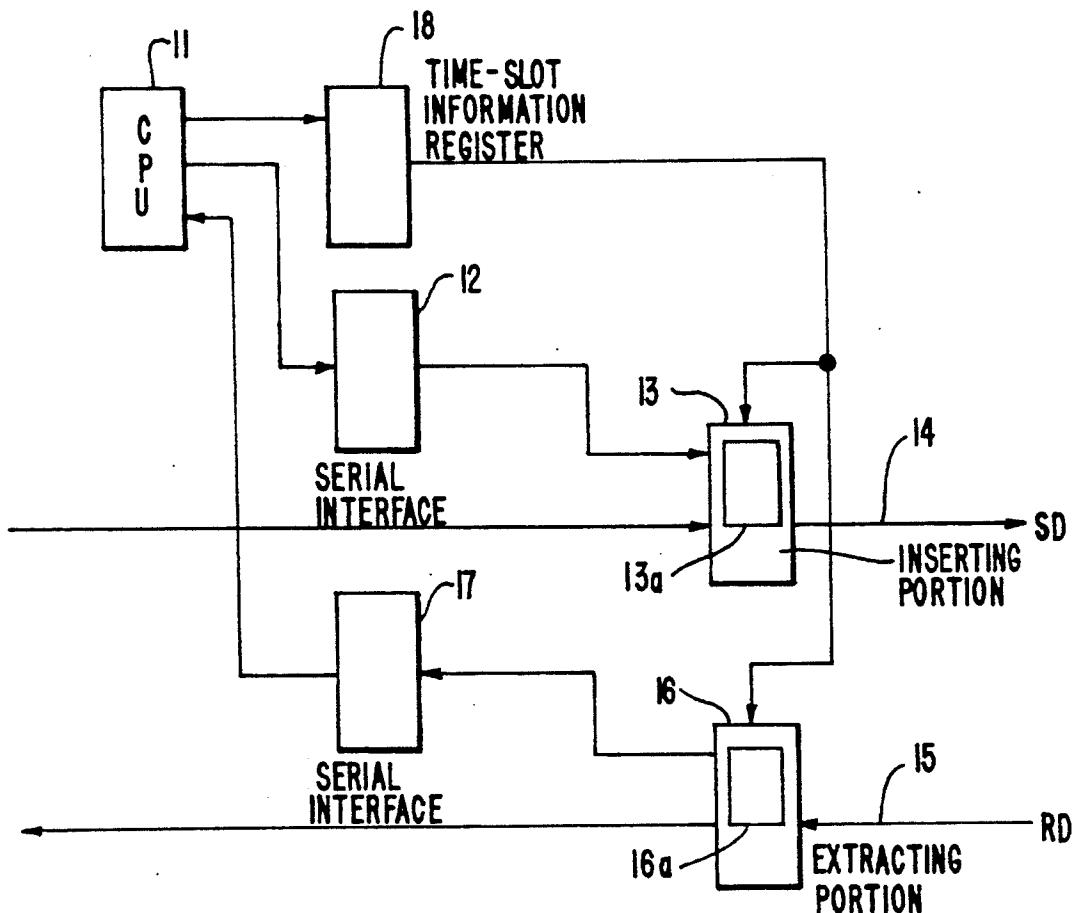 11
CPU
18
TIME-SLOT
INFORMATION
REGISTER
12
SERIAL
INTERFACE
13
13a
14
SD
INSERTING
PORTION
17
SERIAL
INTERFACE
16
16a
15
RD
EXTRACTING
PORTION